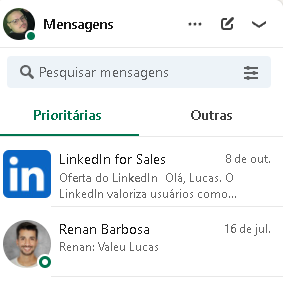 Mensagens
Pesquisar mensagens
Prioritárias
Outras
LinkedIn for Sales
8 de out.
Oferta do LinkedIn  Olá, Lucas. O
LinkedIn valoriza usuários como...
in
Renan Barbosa
16 de jul.
Renan: Valeu Lucas